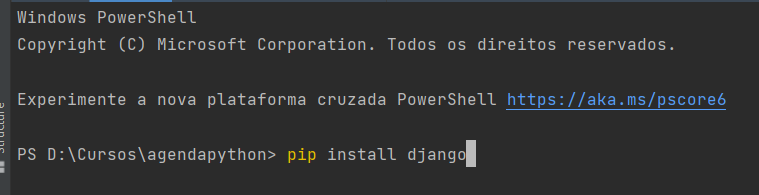 Windows PowerShell
Copyright (C) Microsoft Corporation. Todos os direitos reservados.
Experimente a nova plataforma cruzada PowerShell https://aka.ms/pscore6
PS D:\Cursos\agendapython> pip install django
Structure